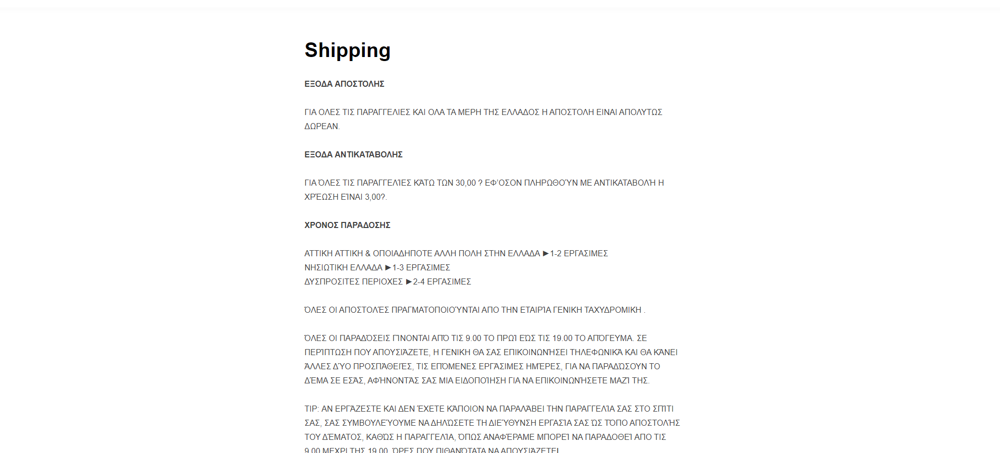 Shipping
ΕΞΟΔΑ ΑΠΟΣΤΟΛΗΣ
ΓΙΑ ΟΛΕΣ ΤΙΣ ΠΑΡΑΓΓΕΛΙΕΣ ΚΑΙ ΟΛΑ ΤΑ ΜΕΡΗ ΤΗΣ ΕΛΛΑΔΟΣ Η ΑΠΟΣΤΟΛΗ ΕΙΝΑΙ ΑΠΟΛΥΤΩΣ
ΔΩΡΕΑΝ.
ΕΞΟΔΑ ΑΝΤΙΚΑΤΑΒΟΛΗΣ
ΓΙΑ ΌΛΕΣ ΤΙΣ ΠΑΡΑΓΓΕΛΊΕΣ ΚΆΤΩ ΤΩΝ 30,00 ? ΕΦ’ΌΣΟΝ ΠΛΗΡΩΘΟΎΝ ΜΕ ΑΝΤΙΚΑΤΑΒΟΛΉ Η
ΧΡΈΩΣΗ ΕΊΝΑΙ 3,00?.
ΧΡΟΝΟΣ ΠΑΡΑΔΟΣΗΣ
ΑΤΤΙΚΗ ΑΤΤΙΚΗ & ΟΠΟΙΑΔΗΠΟΤΕ ΑΛΛΗ ΠΟΛΗ ΣΤΗΝ ΕΛΛΑΔΑ ►1-2 ΕΡΓΑΣΙΜΕΣ
ΝΗΣΙΩΤΙΚΗ ΕΛΛΑΔΑ ►1-3 ΕΡΓΑΣΙΜΕΣ
ΔΥΣΠΡΟΣΙΤΕΣ ΠΕΡΙΟΧΕΣ ►2-4 ΕΡΓΑΣΙΜΕΣ
ΌΛΕΣ ΟΙ ΑΠΟΣΤΟΛΈΣ ΠΡΑΓΜΑΤΟΠΟΙΟΎΝΤΑΙ ΑΠΟ ΤΗΝ ΕΤΑΙΡΊΑ ΓΕΝΙΚΗ ΤΑΧΥΔΡΟΜΙΚΗ .
ΌΛΕΣ ΟΙ ΠΑΡΑΔΌΣΕΙΣ ΓΊΝΟΝΤΑΙ ΑΠΌ ΤΙΣ 9.00 ΤΟ ΠΡΩΊ ΕΏΣ ΤΙΣ 19.00 ΤΟ ΑΠΌΓΕΥΜΑ. ΣΕ
ΠΕΡΊΠΤΩΣΗ ΠΟΥ ΑΠΟΥΣΙΆΖΕΤΕ, Η ΓΕΝΙΚΗ ΘΑ ΣΑΣ ΕΠΙΚΟΙΝΩΝΉΣΕΙ ΤΗΛΕΦΩΝΙΚΆ ΚΑΙ ΘΑ ΚΆΝΕΙ
ΆΛΛΕΣ ΔΎΟ ΠΡΟΣΠΆΘΕΙΈΣ, ΤΙΣ ΕΠΌΜΕΝΕΣ ΕΡΓΆΣΙΜΕΣ ΗΜΈΡΕΣ, ΓΙΑ ΝΑ ΠΑΡΑΔΏΣΟΥΝ ΤΟ
ΔΈΜΑ ΣΕ ΕΣΆΣ, ΑΦΉΝΟΝΤΆΣ ΣΑΣ ΜΙΑ ΕΙΔΟΠΟΊΗΣΗ ΓΙΑ ΝΑ ΕΠΙΚΟΙΝΩΝΉΣΕΤΕ ΜΑΖΊ ΤΗΣ.
TIP: ΑΝ ΕΡΓΆΖΕΣΤΕ ΚΑΙ ΔΕΝ ΈΧΕΤΕ ΚΆΠΟΙΟΝ ΝΑ ΠΑΡΑΛΆΒΕΙ ΤΗΝ ΠΑΡΑΓΓΕΛΊΑ ΣΑΣ ΣΤΟ ΣΠΊΤΙ
ΣΑΣ, ΣΑΣ ΣΥΜΒΟΥΛΕΎΟΥΜΕ ΝΑ ΔΗΛΏΣΕΤΕ ΤΗ ΔΙΕΎΘΥΝΣΗ ΕΡΓΑΣΊΑ ΣΑΣ ΏΣ ΤΌΠΟ ΑΠΟΣΤΟΛΉΣ
ΤΟΥ ΔΈΜΑΤΟΣ, ΚΑΘΏΣ Η ΠΑΡΑΓΓΕΛΊΑ, ΌΠΩΣ ΑΝΑΦΈΡΑΜΕ ΜΠΟΡΕΊ ΝΑ ΠΑΡΑΔΟΘΕΊ ΑΠΟ ΤΙΣ
9.00 ΜΕΧΡΙ ΤΗΣ 19.00, ΏΡΕΣ ΠΟΥ ΠΙΘΑΝΌΤΑΤΑ ΝΑ ΑΠΟΥΣΙΆΖΕΤΕ!